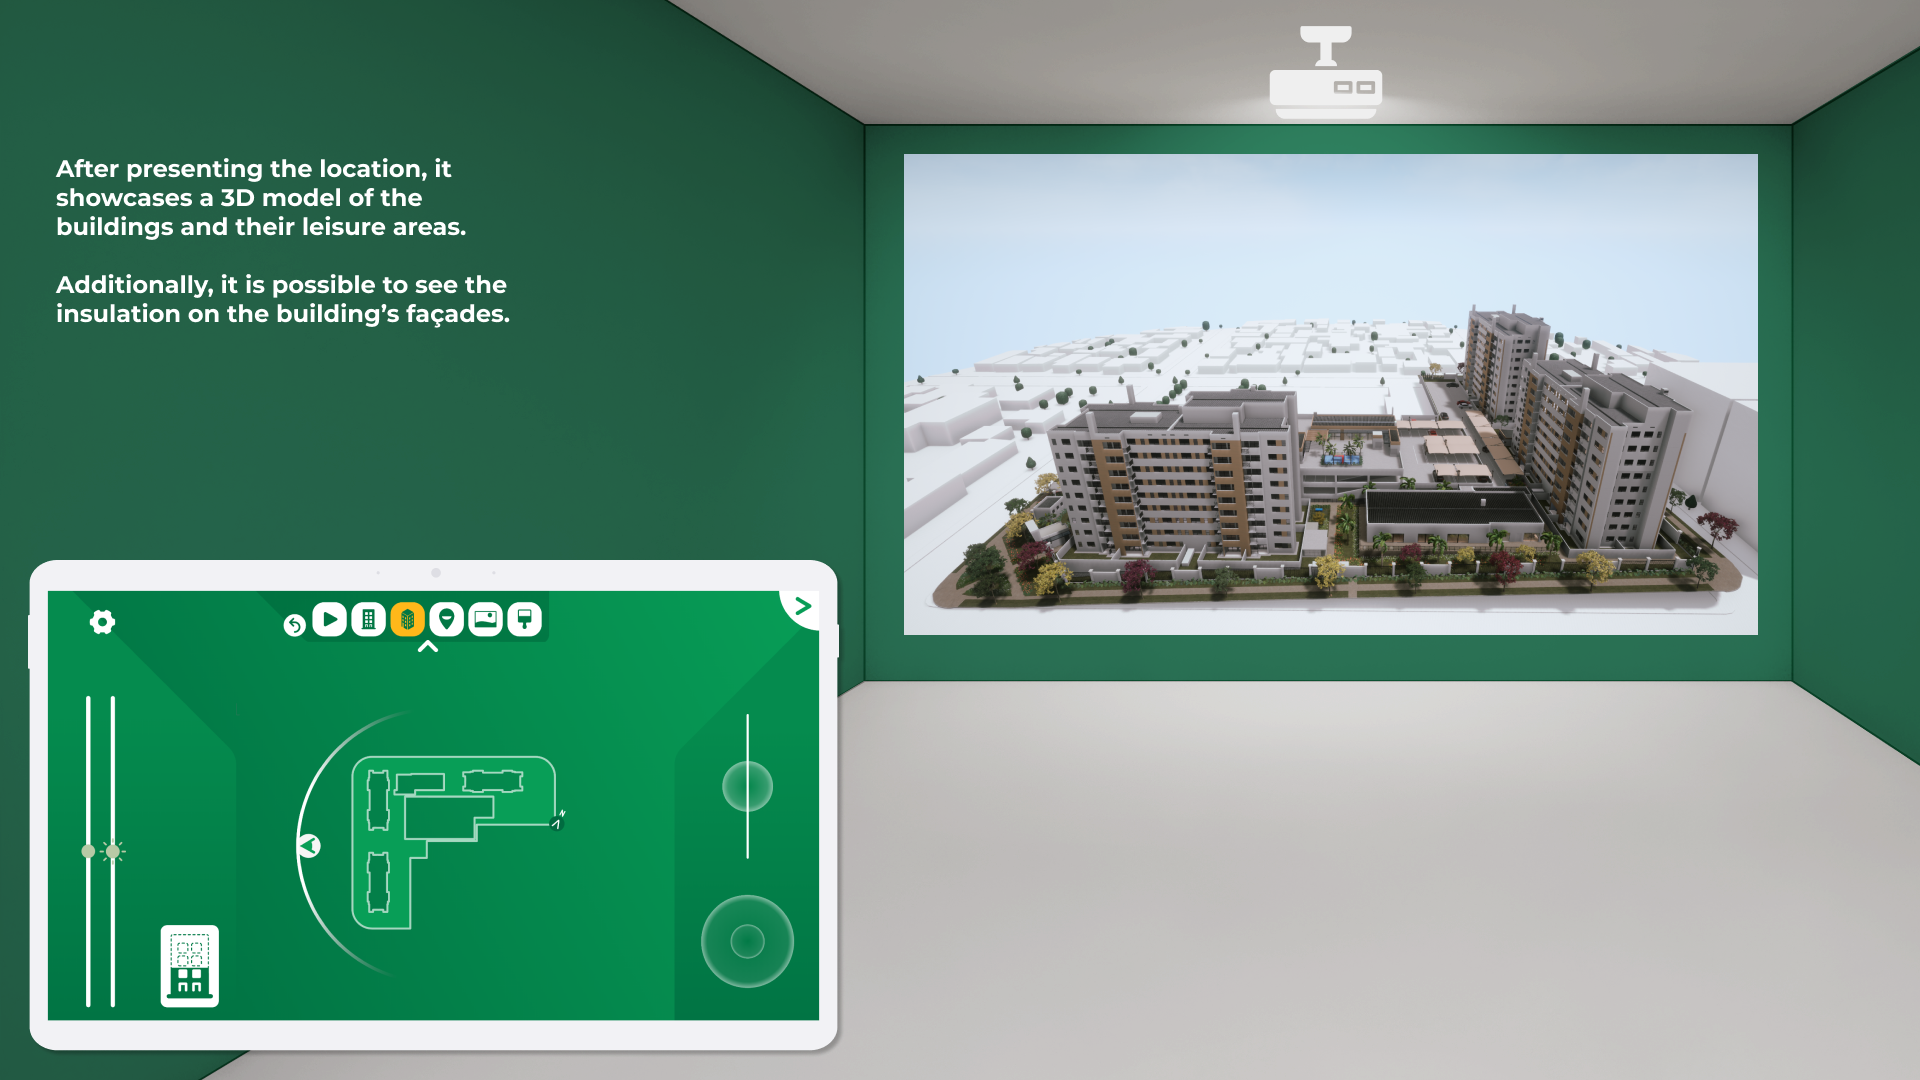 After presenting the location, it
showcases a 3D model of the
buildings and their leisure areas.
Additionally, it is possible to see the
insulation on the building’s façades.
N